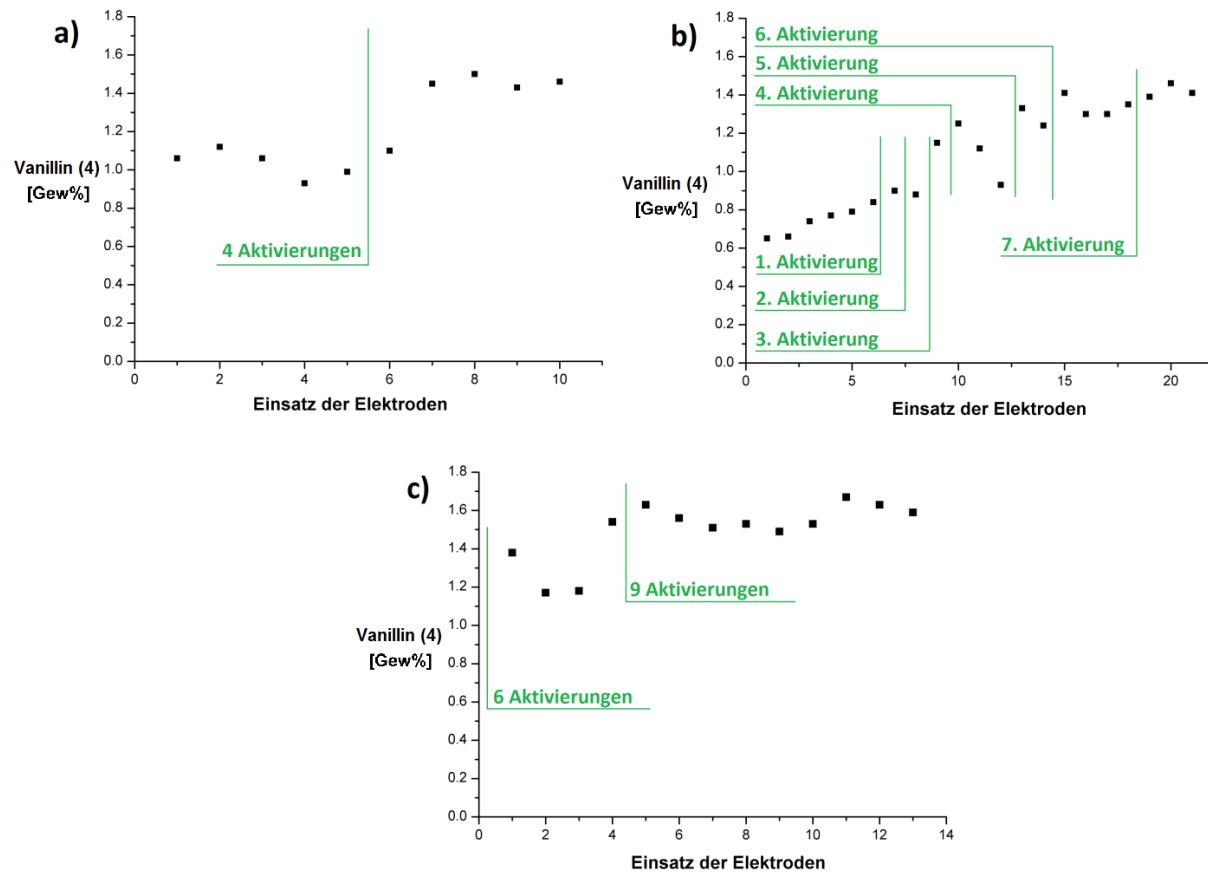 a)
1.8
1.6
1.4
1.2
1.0
0.8
0.6
0.4
0.2
0.0
Vanillin (4)
[Gew%]
4 Aktivierungen
0 2 4 6 8 10
Einsatz der Elektroden
b)
1.8
1.6
1.4
1.2
1.0
0.8
0.6
0.4
0.2
0.0
Vanillin (4)
[Gew%]
6. Aktivierung
5. Aktivierung
4. Aktivierung
1. Aktivierung
7. Aktivierung
2. Aktivierung
3. Aktivierung
0 5 10 15 20
Einsatz der Elektroden
c)
1.8
1.6
1.4
1.2
1.0
0.8
0.6
0.4
0.2
0.0
Vanillin (4)
[Gew%]
9 Aktivierungen
6 Aktivierungen
0 2 4 6 8 10 12 14
Einsatz der Elektroden